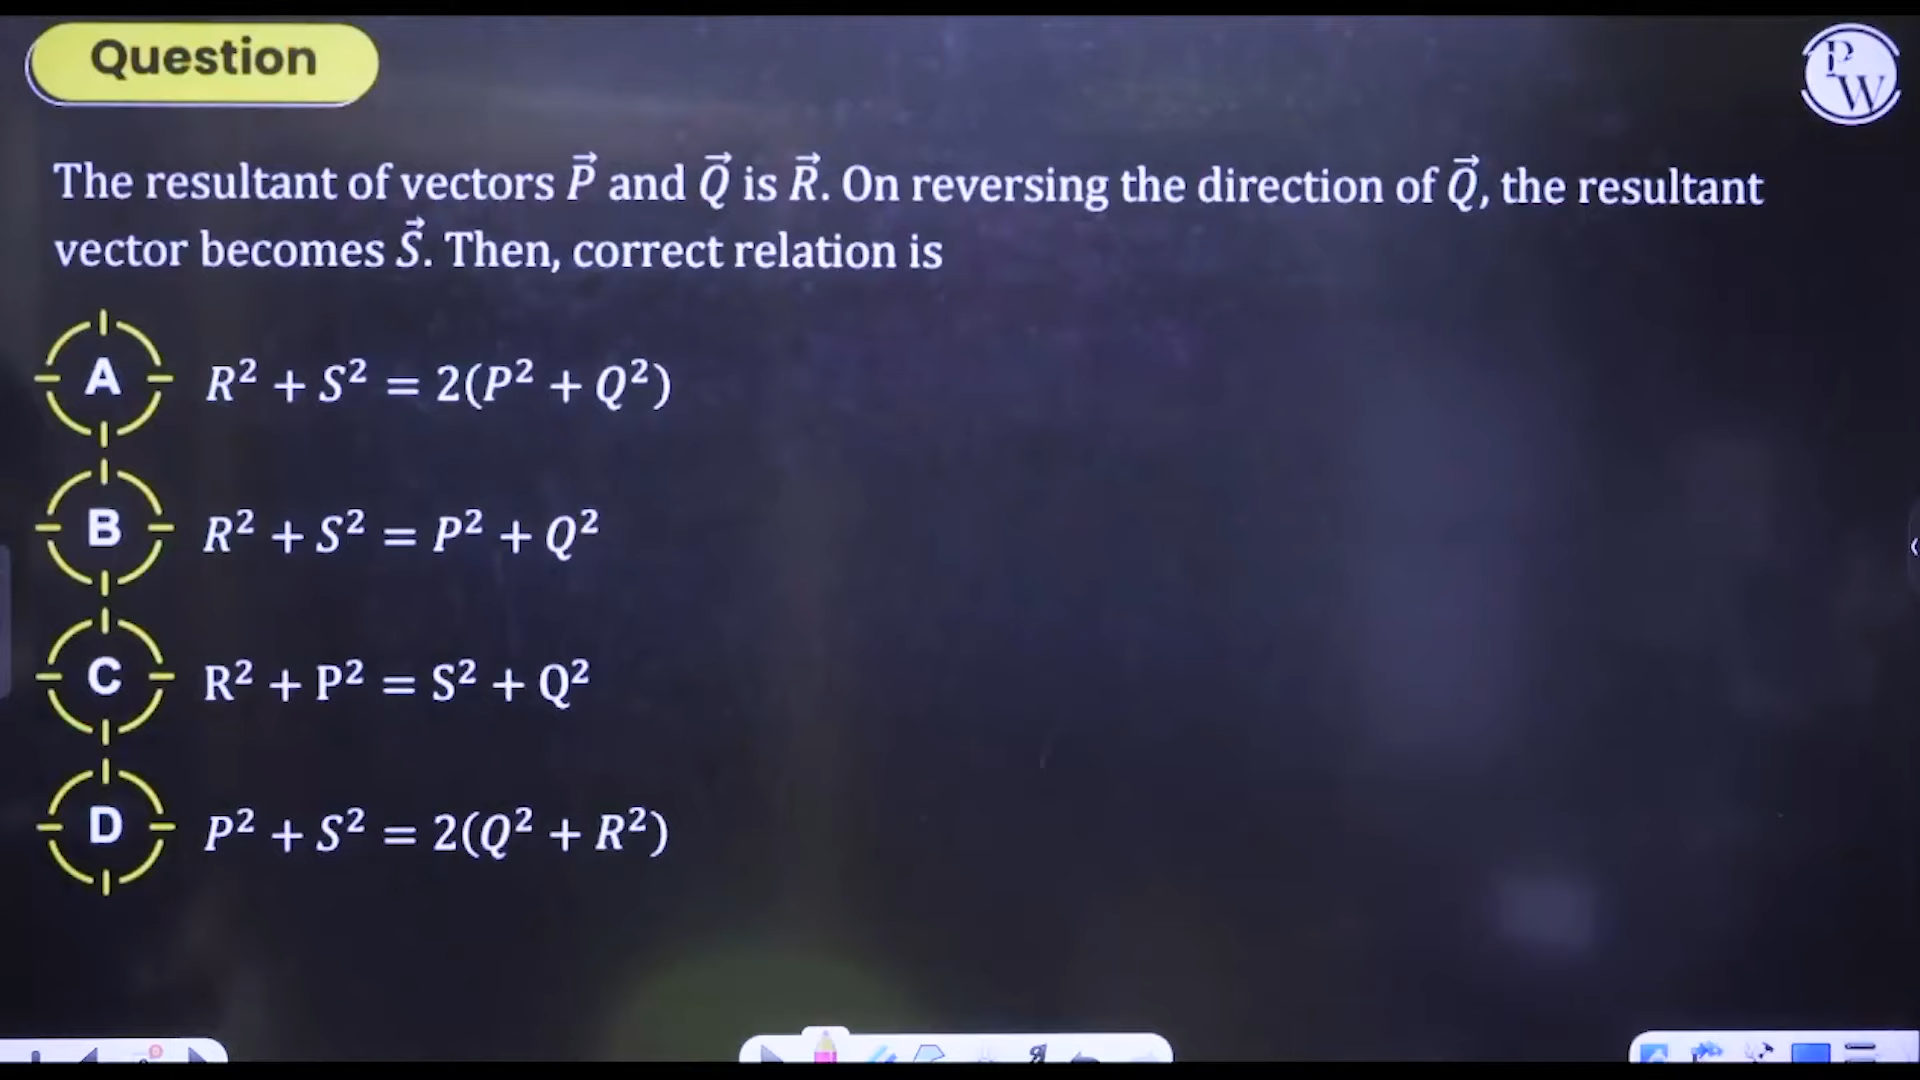 Question
PW
The resultant of vectors P⃗ and Q⃗ is R⃗. On reversing the direction of Q⃗, the resultant
vector becomes S⃗. Then, correct relation is
A R² + S² = 2(P² + Q²)
B R² + S² = P² + Q²
C R² + P² = S² + Q²
D P² + S² = 2(Q² + R²)